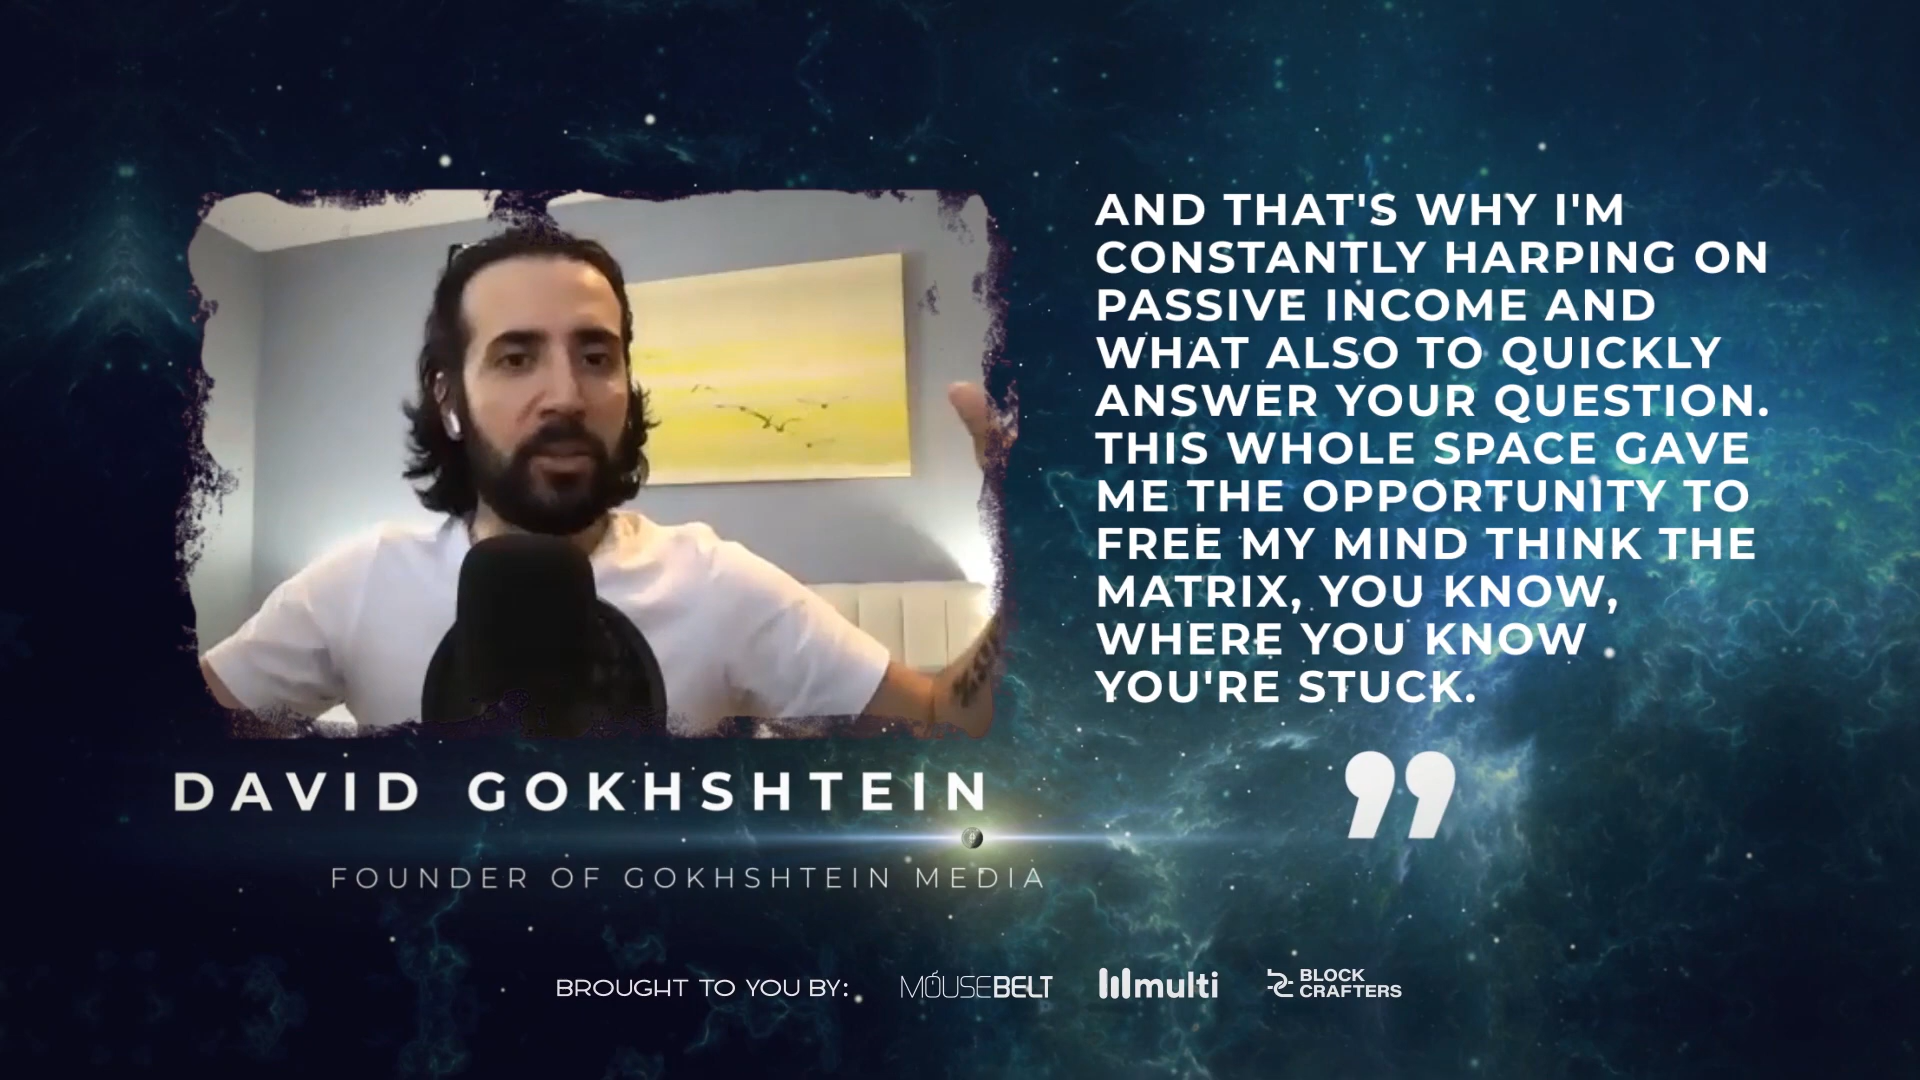 AND THAT'S WHY I'M
CONSTANTLY HARPING ON
PASSIVE INCOME AND
WHAT ALSO TO QUICKLY
ANSWER YOUR QUESTION.
THIS WHOLE SPACE GAVE
ME THE OPPORTUNITY TO
FREE MY MIND THINK THE
MATRIX, YOU KNOW,
WHERE YOU KNOW
YOU'RE STUCK.
”
DAVID GOKHSHTEIN
FOUNDER OF GOKHSHTEIN MEDIA
BROUGHT TO YOU BY: MOUSEBELT multi BLOCK CRAFTERS